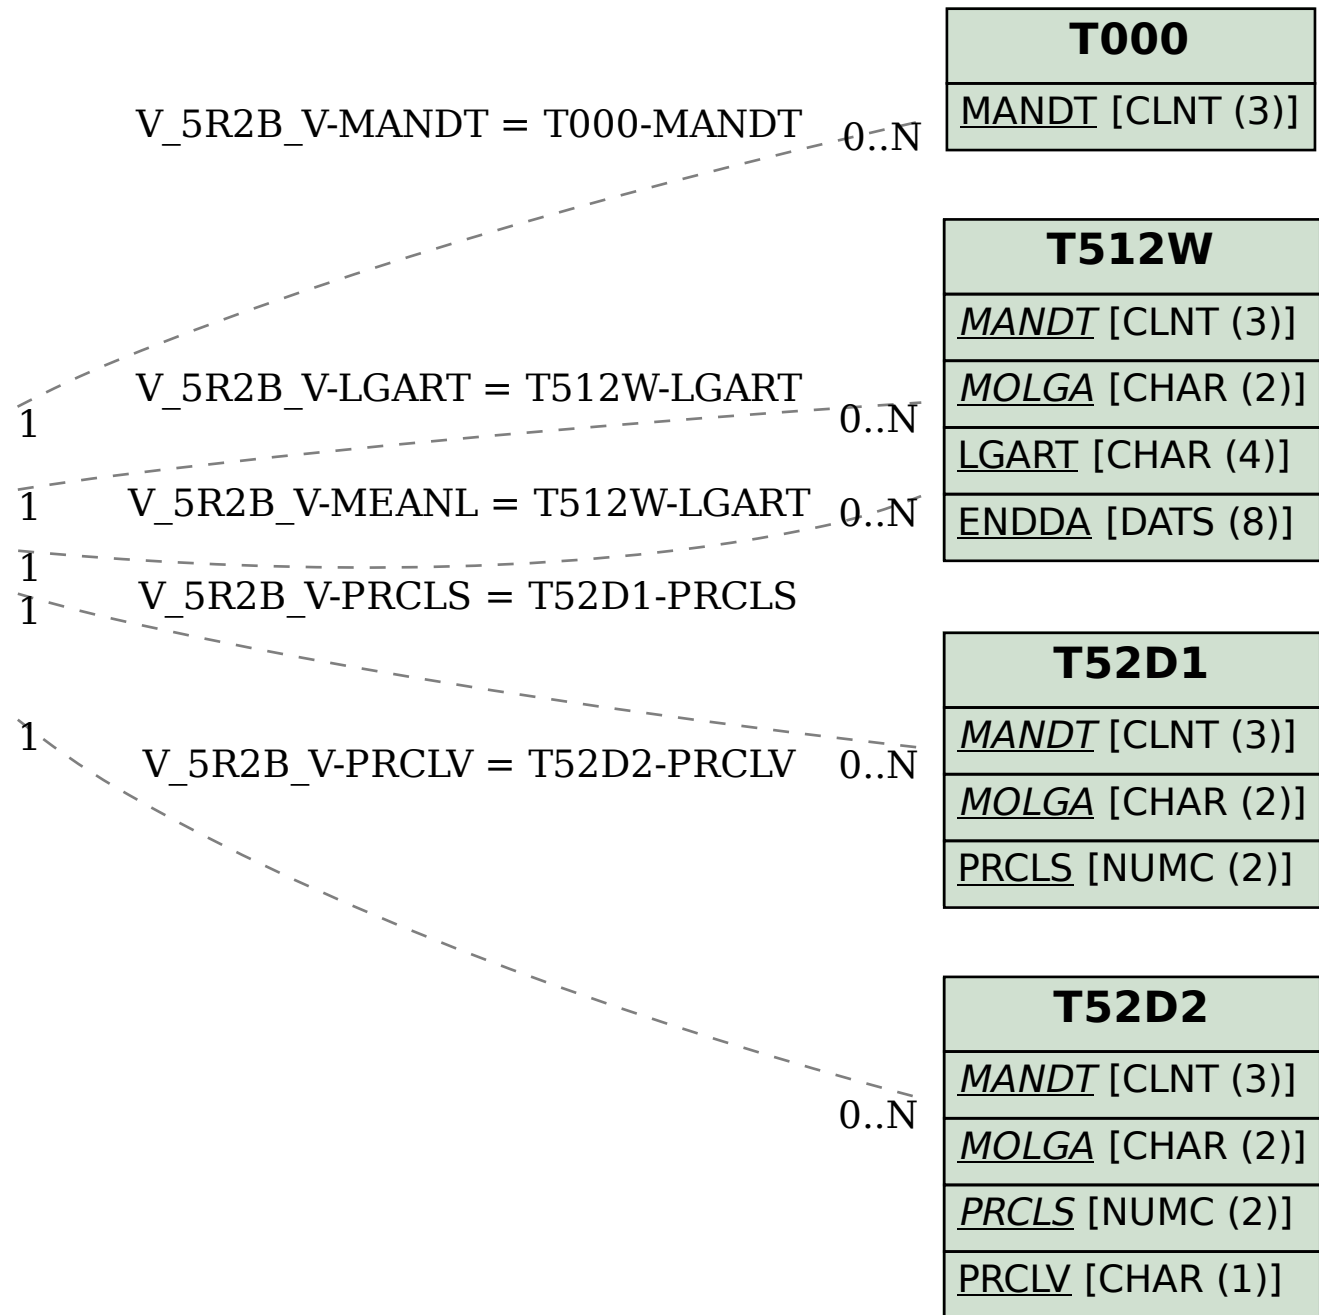 T000
MANDT [CLNT (3)]
V_5R2B_V-MANDT = T000-MANDT
0..N
T512W
MANDT [CLNT (3)]
MOLGA [CHAR (2)]
LGART [CHAR (4)]
ENDDA [DATS (8)]
V_5R2B_V-LGART = T512W-LGART
0..N
1
V_5R2B_V-MEANL = T512W-LGART
0..N
1
1
1
V_5R2B_V-PRCLS = T52D1-PRCLS
T52D1
MANDT [CLNT (3)]
MOLGA [CHAR (2)]
PRCLS [NUMC (2)]
1
V_5R2B_V-PRCLV = T52D2-PRCLV
0..N
T52D2
MANDT [CLNT (3)]
MOLGA [CHAR (2)]
PRCLS [NUMC (2)]
PRCLV [CHAR (1)]
0..N